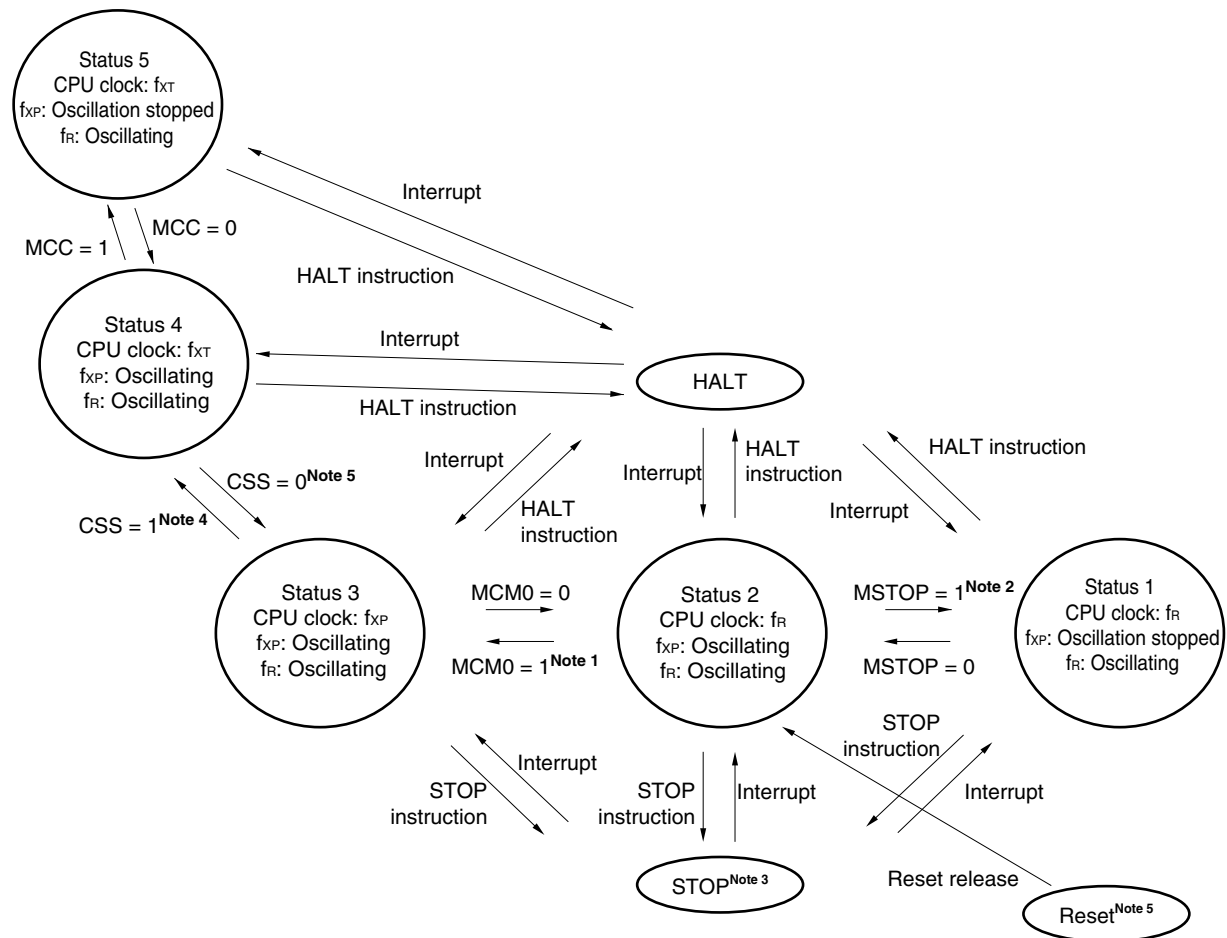 Status 5
CPU clock: fXT
fXP: Oscillation stopped
fR: Oscillating
Interrupt
MCC = 1
MCC = 0
HALT instruction
Status 4
CPU clock: fXT
fXP: Oscillating
fR: Oscillating
Interrupt
HALT instruction
HALT
Interrupt
HALT
instruction
Interrupt
HALT
instruction
HALT instruction
Interrupt
CSS = 0Note 5
CSS = 1Note 4
Status 3
CPU clock: fXP
fXP: Oscillating
fR: Oscillating
MCM0 = 0
MCM0 = 1Note 1
Status 2
CPU clock: fR
fXP: Oscillating
fR: Oscillating
MSTOP = 1Note 2
MSTOP = 0
Status 1
CPU clock: fR
fXP: Oscillation stopped
fR: Oscillating
STOP
instruction
Interrupt
STOP
instruction
Interrupt
STOP
instruction
Interrupt
STOPNote 3
Reset release
ResetNote 5